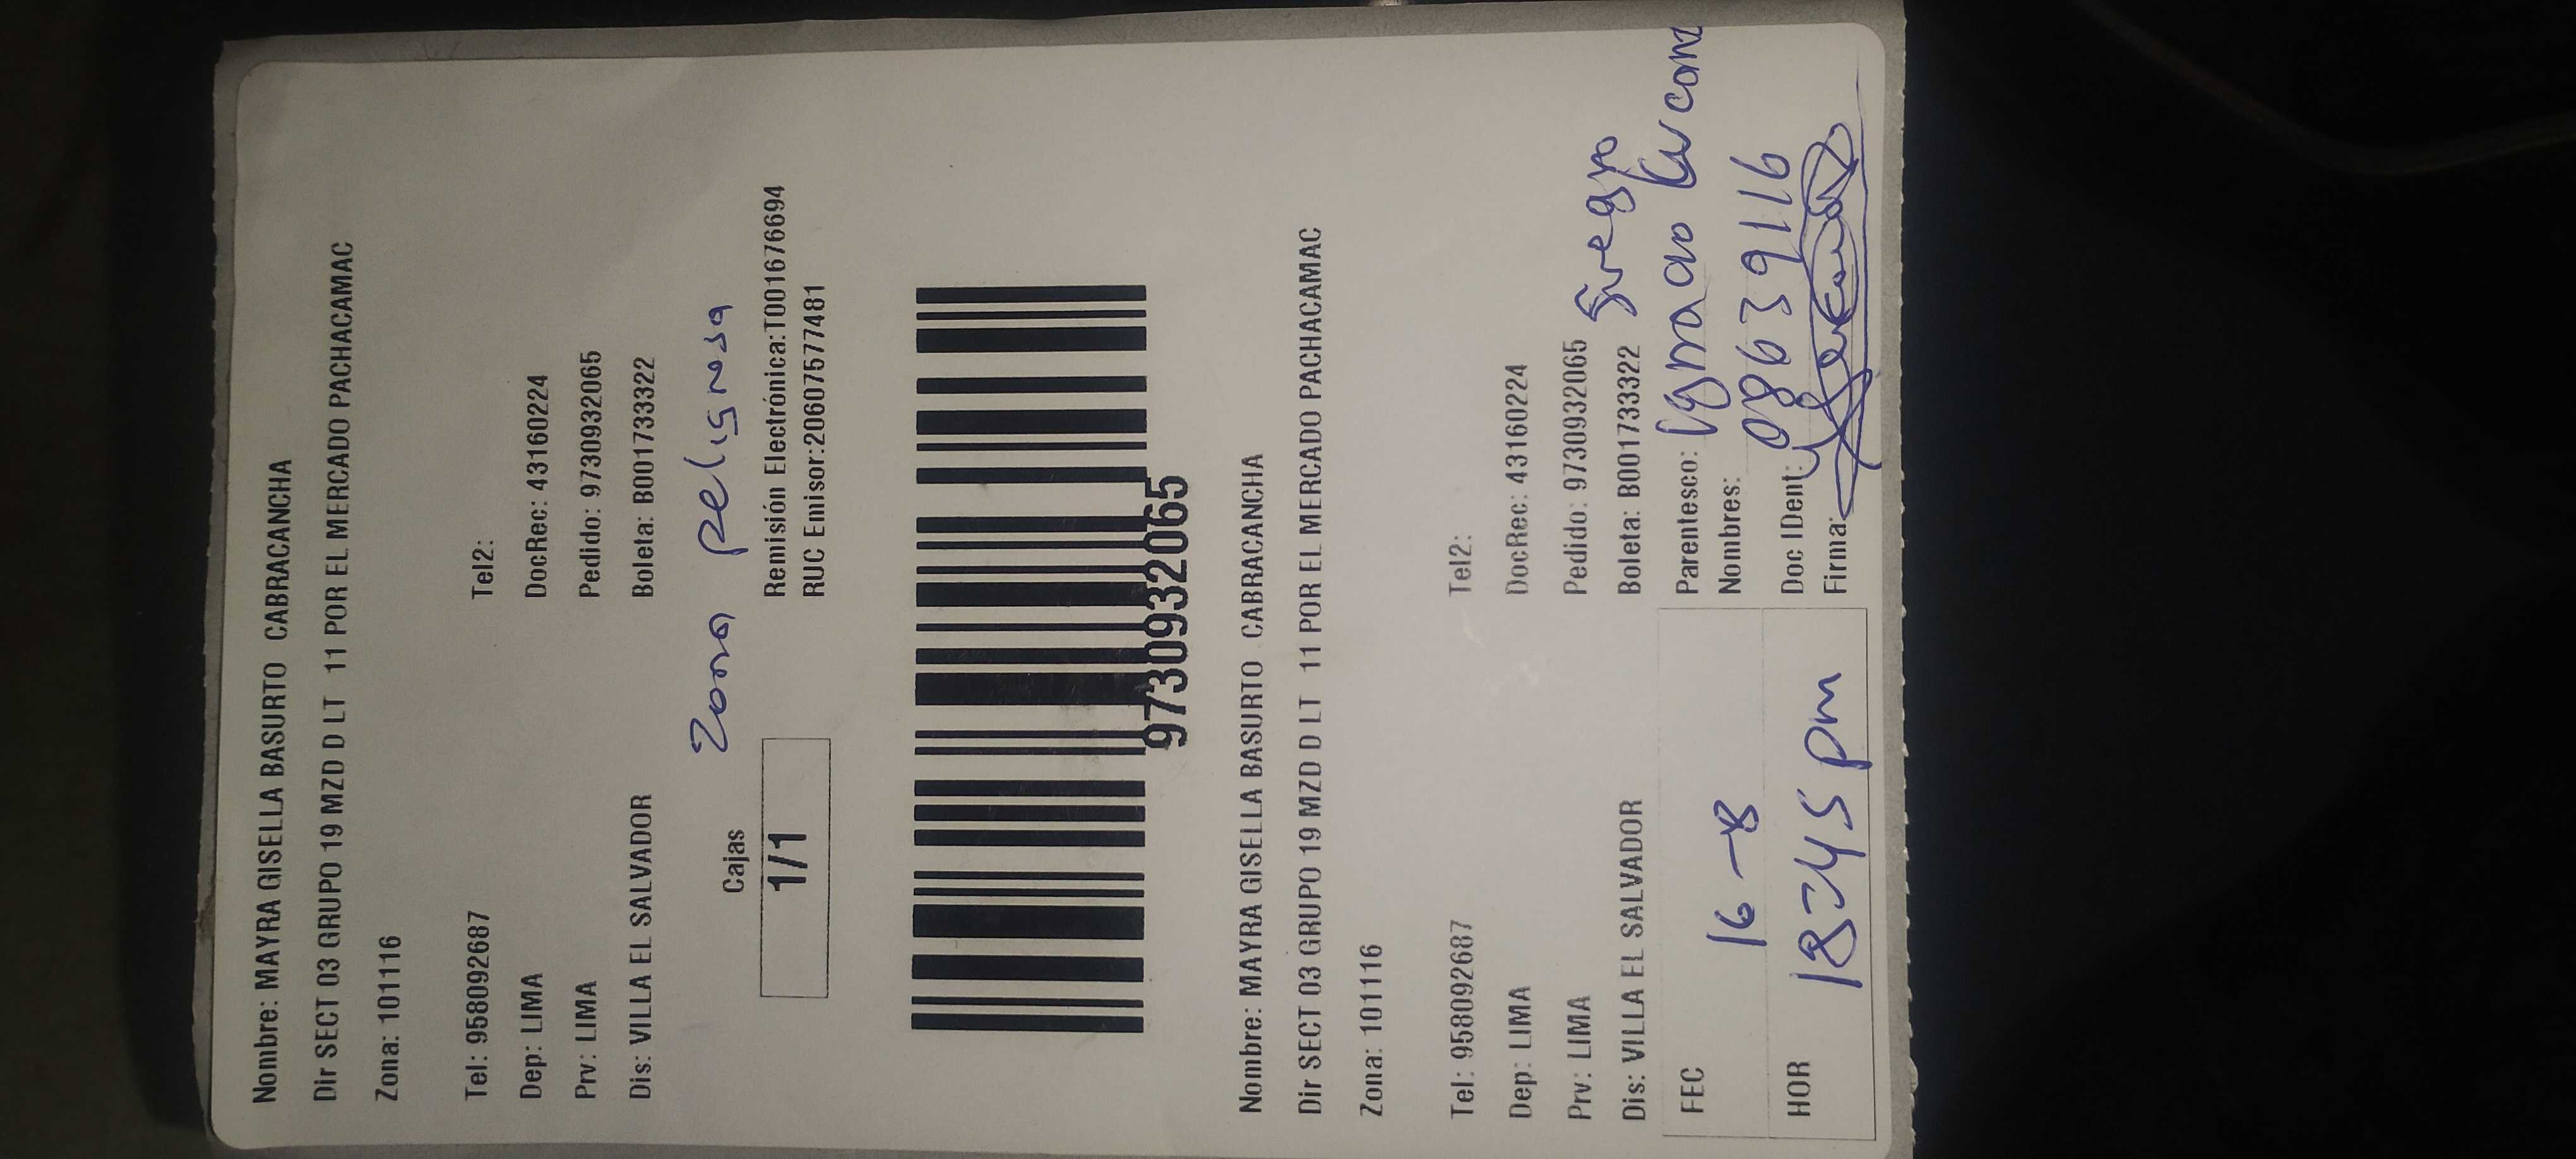 Nombre: MAYRA GISELLA BASURTO CABRACANCHA
Dir SECT 03 GRUPO 19 MZD D LT 11 POR EL MERCADO PACHACAMAC
Zona: 101116
Tel: 958092687 Tel2:
Dep: LIMA DocRec: 43160224
Prv: LIMA Pedido: 9730932065
Dis: VILLA EL SALVADOR Boleta: B001733322
zona peligrosa
Cajas
1/1
Remisión Electrónica:T001676694
RUC Emisor:20607577481
9730932065
Nombre: MAYRA GISELLA BASURTO CABRACANCHA
Dir SECT 03 GRUPO 19 MZD D LT 11 POR EL MERCADO PACHACAMAC
Zona: 101116
Tel: 958092687 Tel2:
Dep: LIMA DocRec: 43160224
Prv: LIMA Pedido: 9730932065
Dis: VILLA EL SALVADOR Boleta: B001733322
Suegro
FEC 16-8
Parentesco:
Nombres:
HOR 18:45 pm
Doc IDent: 08639116
Firma: